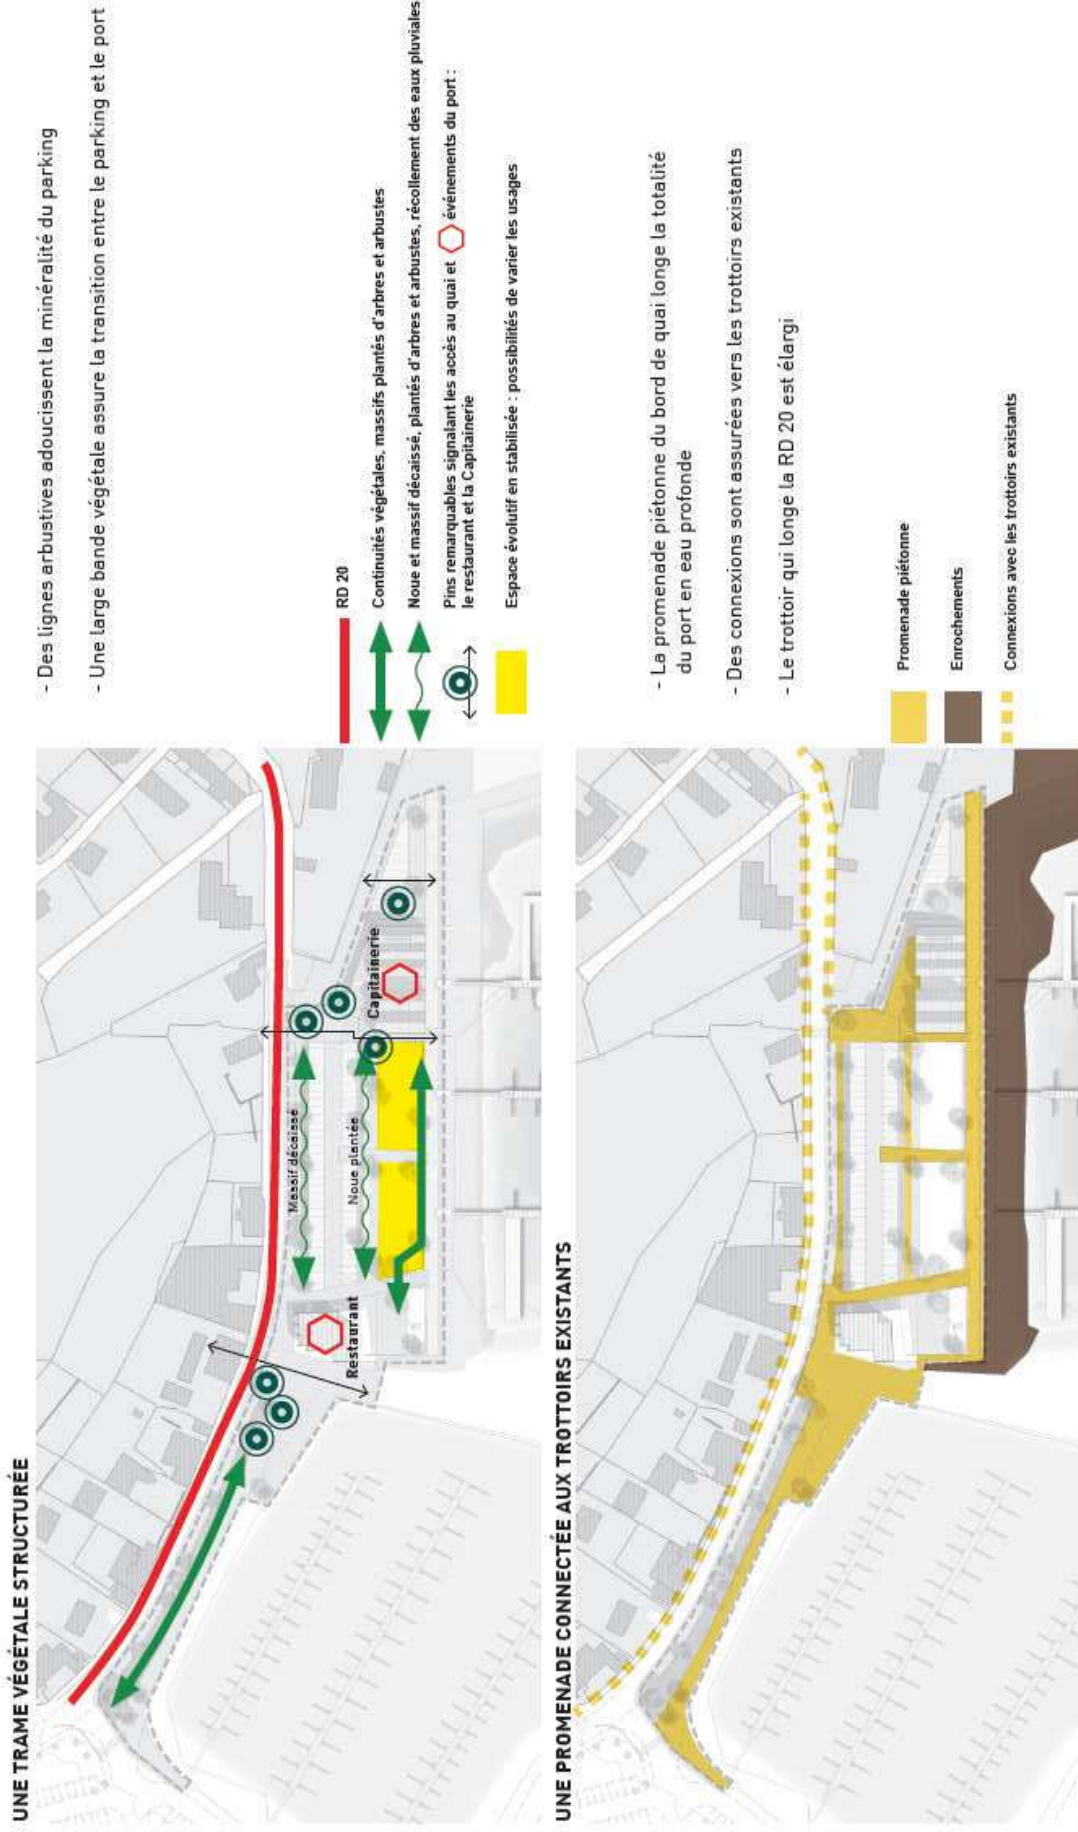 UNE TRAME VÉGÉTALE STRUCTURÉE
Massif décaissé
Noue plantée
Restaurant
Capitainerie
- Des lignes arbustives adoucissent la minéralité du parking
- Une large bande végétale assure la transition entre le parking et le port
RD 20
Continuités végétales, massifs plantés d'arbres et arbustes
Noue et massif décaissé, plantés d'arbres et arbustes, récollement des eaux pluviales
Pins remarquables signalant les accès au quai et événements du port :
le restaurant et la Capitainerie
Espace évolutif en stabilisée : possibilités de varier les usages
UNE PROMENADE CONNECTÉE AUX TROTTOIRS EXISTANTS
- La promenade piétonne du bord de quai longe la totalité
du port en eau profonde
- Des connexions sont assurées vers les trottoirs existants
- Le trottoir qui longe la RD 20 est élargi
Promenade piétonne
Enrochements
Connexions avec les trottoirs existants